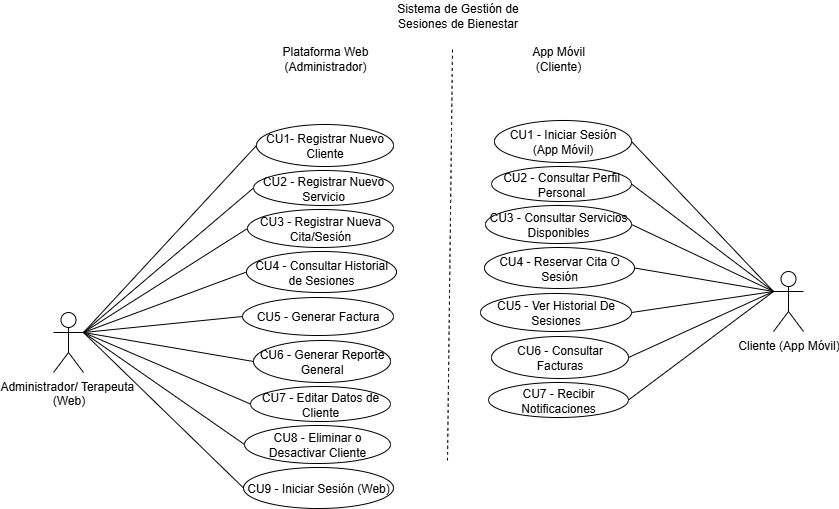 Sistema de Gestión de
Sesiones de Bienestar
Plataforma Web
(Administrador)
App Móvil
(Cliente)
CU1- Registrar Nuevo
Cliente
CU2 - Registrar Nuevo
Servicio
CU3 - Registrar Nueva
Cita/Sesión
CU4 - Consultar Historial
de Sesiones
CU5 - Generar Factura
CU6 - Generar Reporte
General
CU7 - Editar Datos de
Cliente
CU8 - Eliminar o
Desactivar Cliente
CU9 - Iniciar Sesión (Web)
Administrador/ Terapeuta
(Web)
CU1 - Iniciar Sesión
(App Móvil)
CU2 - Consultar Perfil
Personal
CU3 - Consultar Servicios
Disponibles
CU4 - Reservar Cita O
Sesión
CU5 - Ver Historial De
Sesiones
CU6 - Consultar
Facturas
CU7 - Recibir
Notificaciones
Cliente (App Móvil)